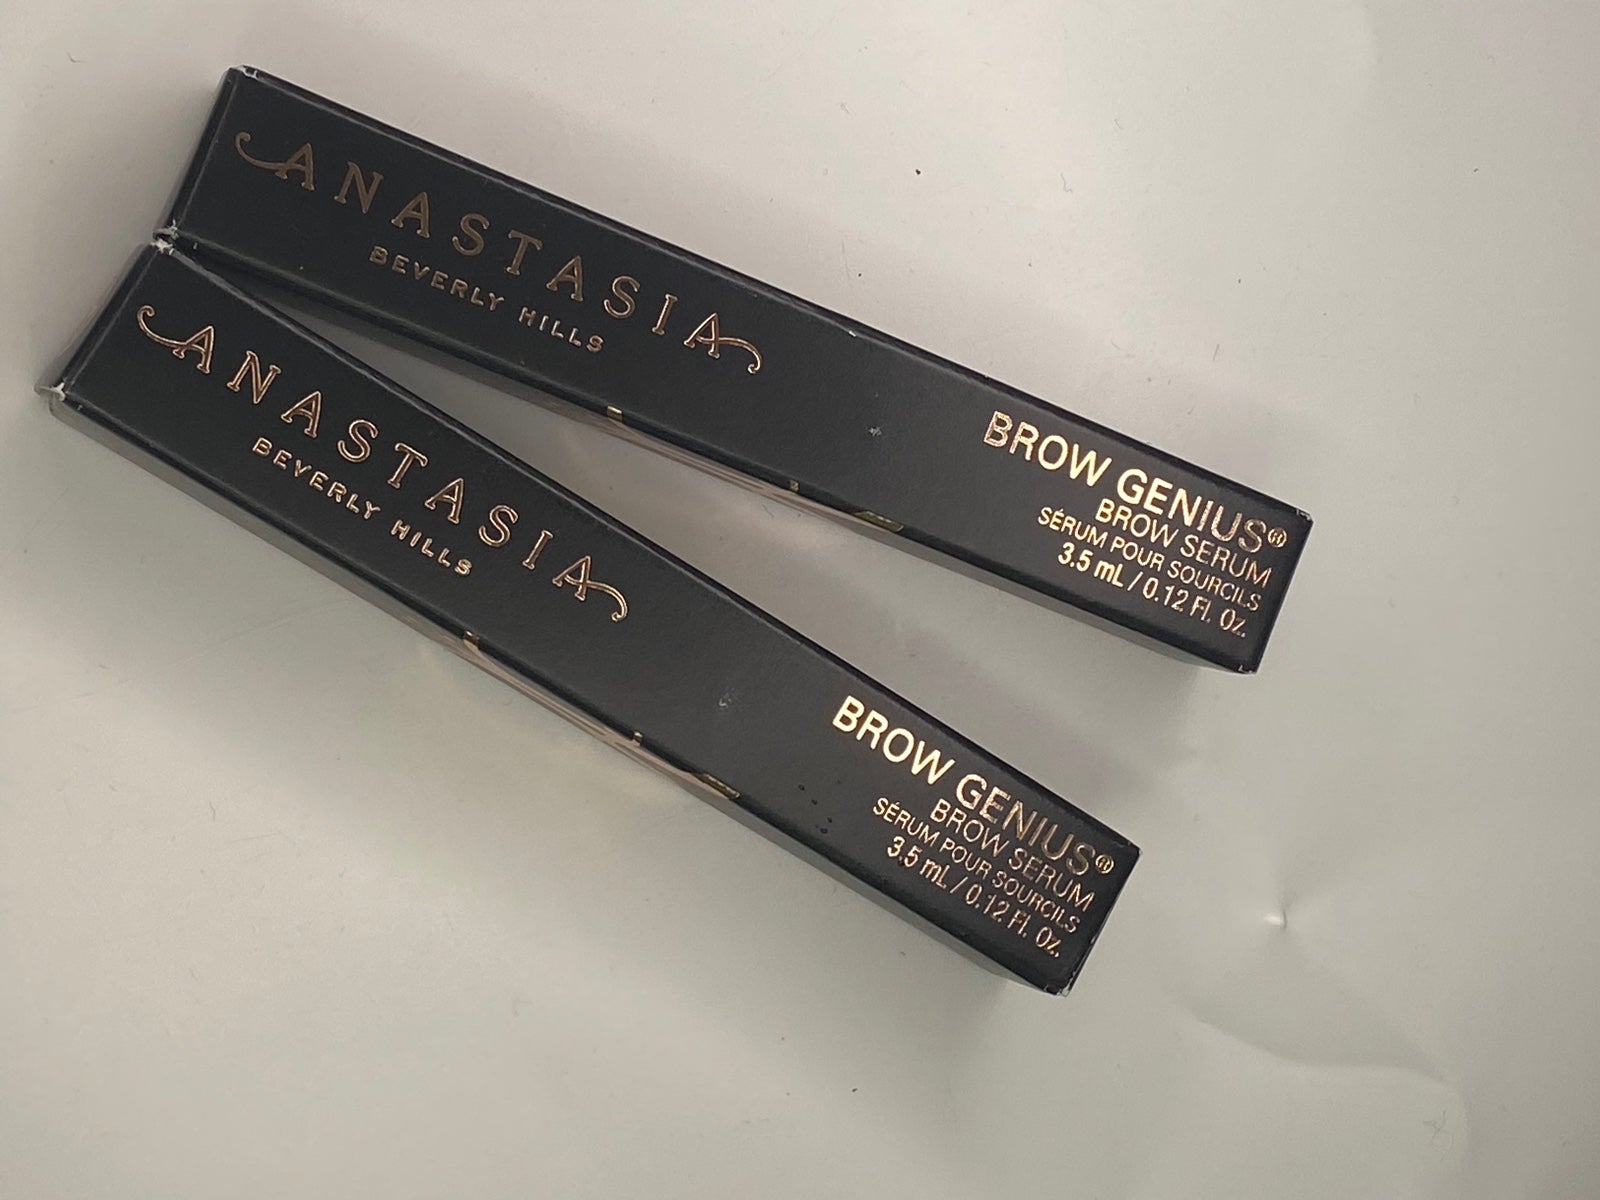 ANASTASIA
BEVERLY HILLS
BROW GENIUS®
BROW SERUM
SÉRUM POUR SOURCILS
3.5 mL / 0.12 Fl. Oz.
ANASTASIA
BEVERLY HILLS
BROW GENIUS®
BROW SERUM
SÉRUM POUR SOURCILS
3.5 mL / 0.12 Fl. Oz.